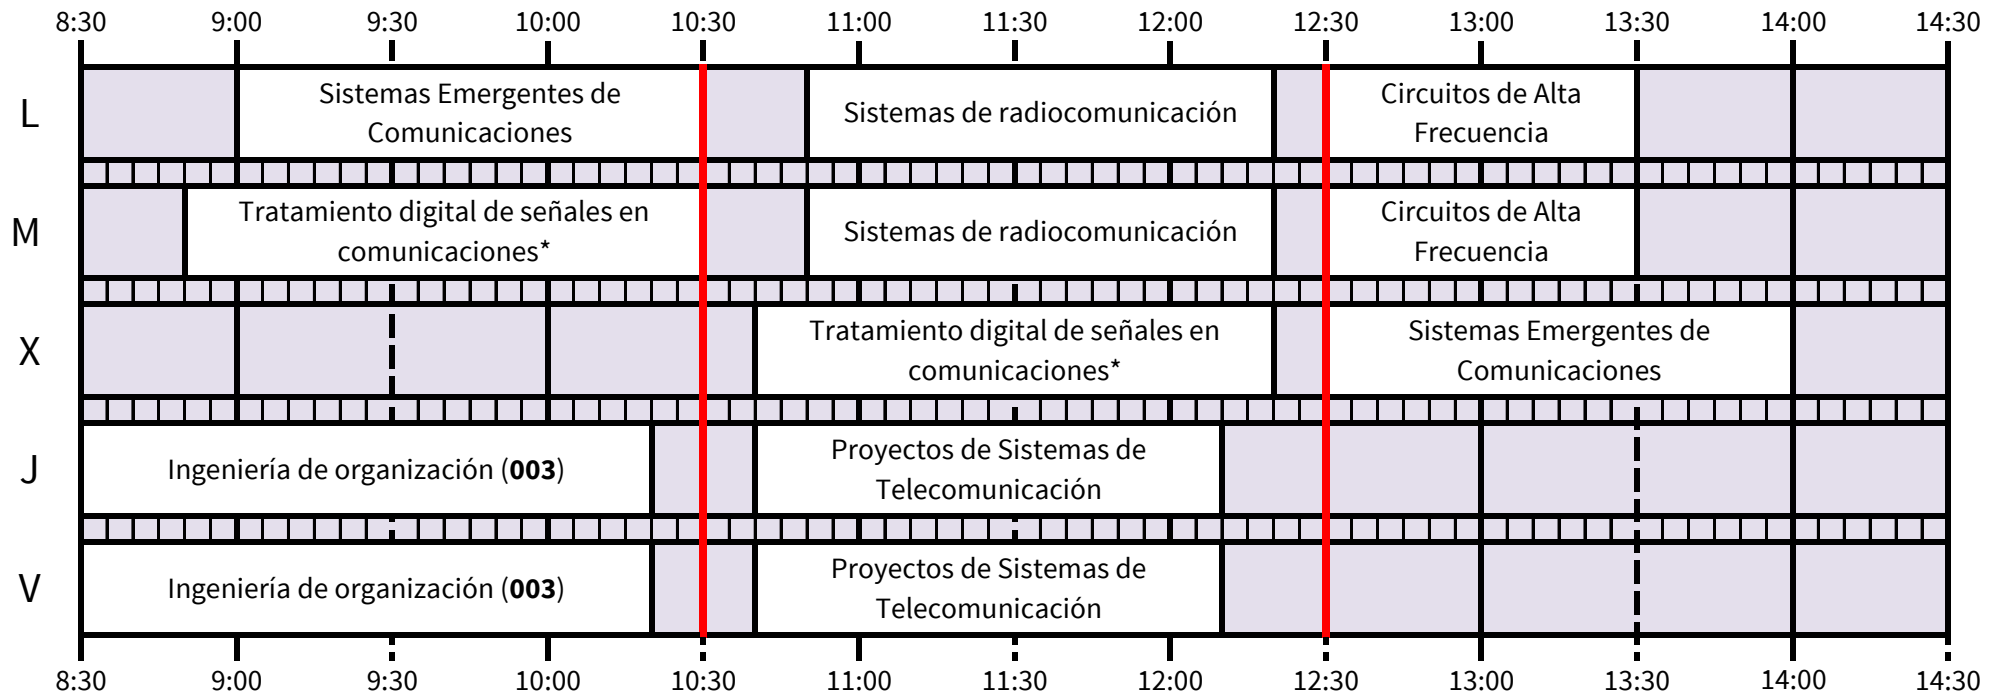 8:30 9:00 9:30 10:00 10:30 11:00 11:30 12:00 12:30 13:00 13:30 14:00 14:30
L
Sistemas Emergentes de
Comunicaciones
Sistemas de radiocomunicación
Circuitos de Alta
Frecuencia
M
Tratamiento digital de señales en
comunicaciones*
Sistemas de radiocomunicación
Circuitos de Alta
Frecuencia
X
Tratamiento digital de señales en
comunicaciones*
Sistemas Emergentes de
Comunicaciones
J
Ingeniería de organización (003)
Proyectos de Sistemas de
Telecomunicación
V
Ingeniería de organización (003)
Proyectos de Sistemas de
Telecomunicación
8:30 9:00 9:30 10:00 10:30 11:00 11:30 12:00 12:30 13:00 13:30 14:00 14:30